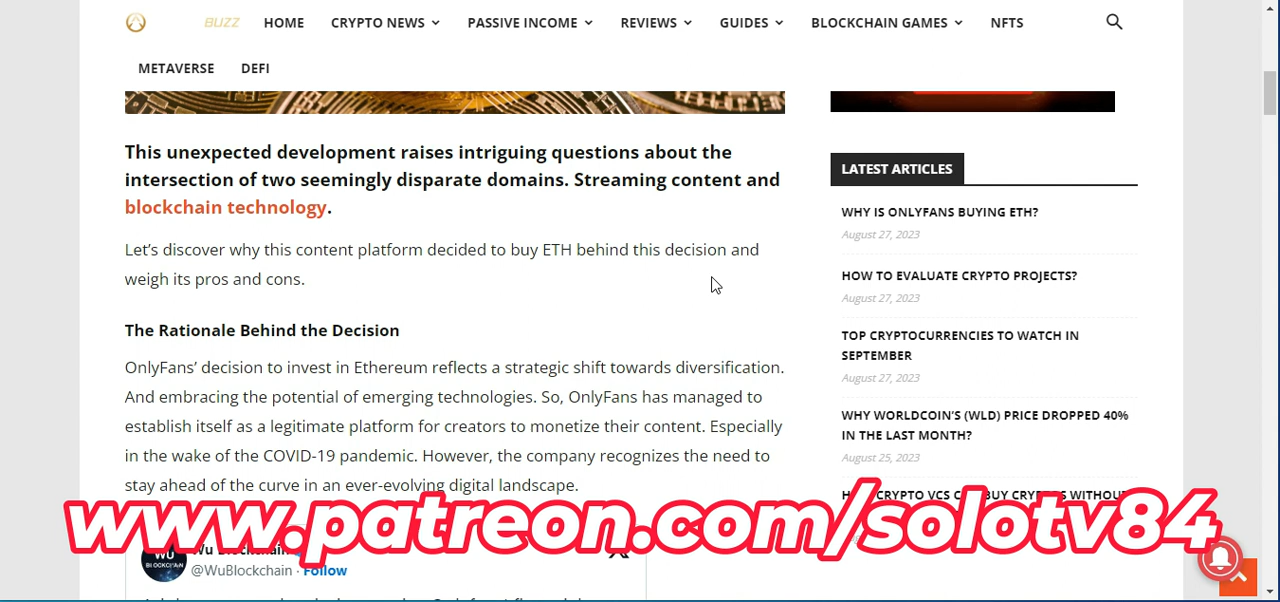 BUZZ HOME CRYPTO NEWS PASSIVE INCOME REVIEWS GUIDES BLOCKCHAIN GAMES NFTS
METAVERSE DEFI
This unexpected development raises intriguing questions about the
intersection of two seemingly disparate domains. Streaming content and
blockchain technology.
Let's discover why this content platform decided to buy ETH behind this decision and
weigh its pros and cons.
The Rationale Behind the Decision
OnlyFans' decision to invest in Ethereum reflects a strategic shift towards diversification.
And embracing the potential of emerging technologies. So, OnlyFans has managed to
establish itself as a legitimate platform for creators to monetize their content. Especially
in the wake of the COVID-19 pandemic. However, the company recognizes the need to
stay ahead of the curve in an ever-evolving digital landscape.
Wu Blockchain
@WuBlockchain · Follow
LATEST ARTICLES
WHY IS ONLYFANS BUYING ETH?
August 27, 2023
HOW TO EVALUATE CRYPTO PROJECTS?
August 27, 2023
TOP CRYPTOCURRENCIES TO WATCH IN
SEPTEMBER
August 27, 2023
WHY WORLDCOIN'S (WLD) PRICE DROPPED 40%
IN THE LAST MONTH?
August 25, 2023
CRYPTO VCS BUY WITHOUT
www.patreon.com/solotv84